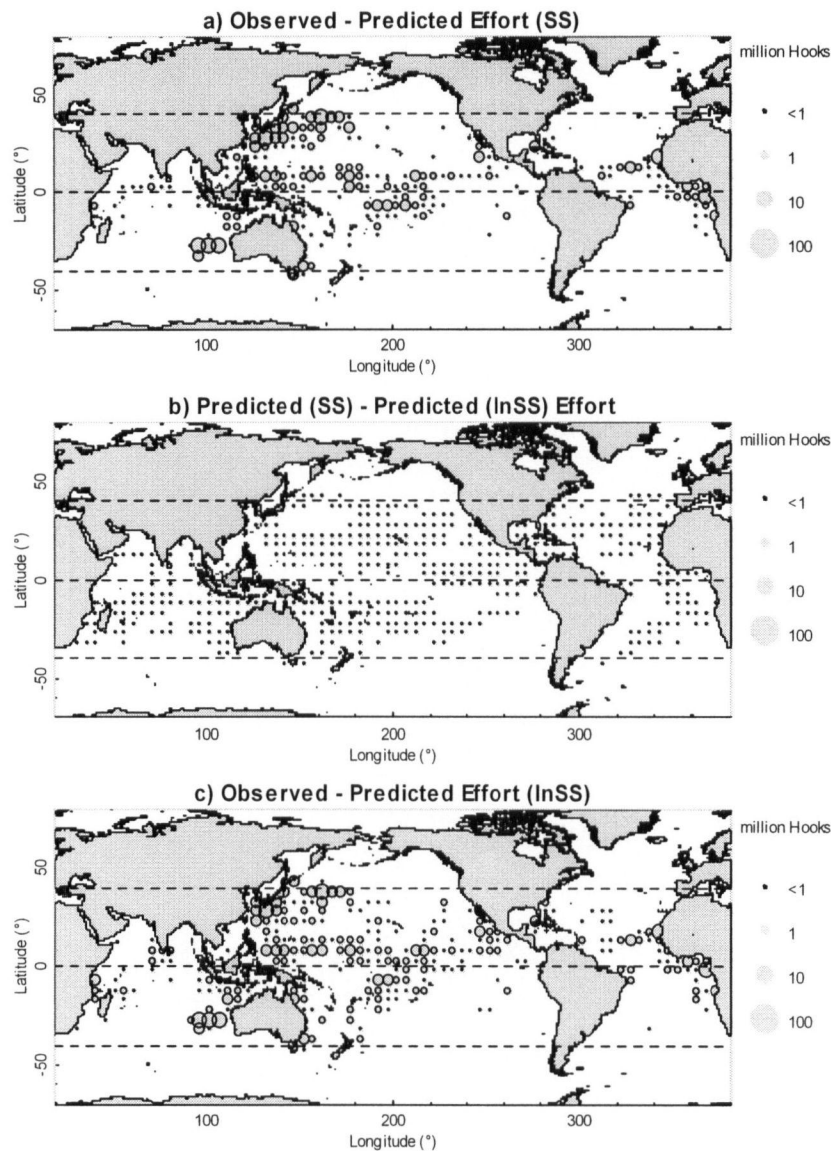 a) Observed - Predicted Effort (SS)
million Hooks
<1
1
10
100
50
0
-50
Latitude (°)
100
200
300
Longitude (°)
b) Predicted (SS) - Predicted (lnSS) Effort
million Hooks
<1
1
10
100
50
0
-50
Latitude (°)
100
200
300
Longitude (°)
c) Observed - Predicted Effort (lnSS)
million Hooks
<1
1
10
100
50
0
-50
Latitude (°)
100
200
300
Longitude (°)